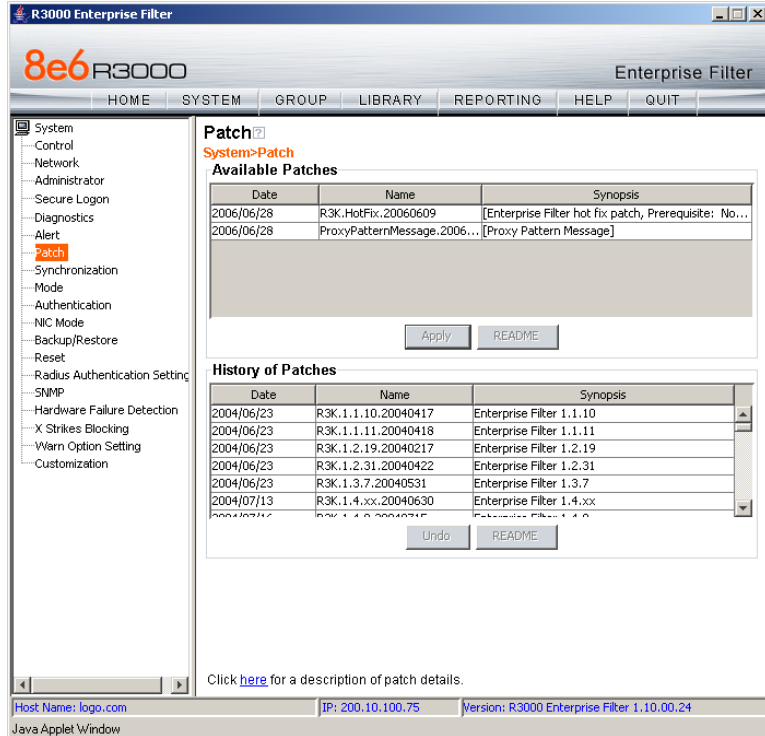 R3000 Enterprise Filter
8e6 R3000
Enterprise Filter
HOME SYSTEM GROUP LIBRARY REPORTING HELP QUIT
System
Control
Network
Administrator
Secure Logon
Diagnostics
Alert
Patch
Synchronization
Mode
Authentication
NIC Mode
Backup/Restore
Reset
Radius Authentication Setting
SNMP
Hardware Failure Detection
X Strikes Blocking
Warn Option Setting
Customization
Patch ?
System>Patch
Available Patches
Date Name Synopsis
2006/06/28 R3K.HotFix.20060609 [Enterprise Filter hot fix patch, Prerequisite: No...
2006/06/28 ProxyPatternMessage.2006... [Proxy Pattern Message]
Apply README
History of Patches
Date Name Synopsis
2004/06/23 R3K.1.1.10.20040417 Enterprise Filter 1.1.10
2004/06/23 R3K.1.1.11.20040418 Enterprise Filter 1.1.11
2004/06/23 R3K.1.2.19.20040217 Enterprise Filter 1.2.19
2004/06/23 R3K.1.2.31.20040422 Enterprise Filter 1.2.31
2004/06/23 R3K.1.3.7.20040531 Enterprise Filter 1.3.7
2004/07/13 R3K.1.4.xx.20040630 Enterprise Filter 1.4.xx
Undo README
Click here for a description of patch details.
Host Name: logo.com IP: 200.10.100.75 Version: R3000 Enterprise Filter 1.10.00.24
Java Applet Window